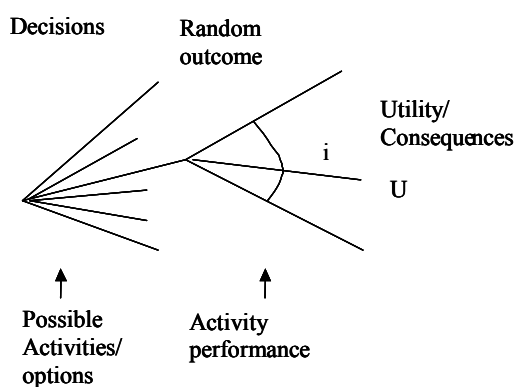 Decisions
Random
outcome
Utility/
Consequences
i
U
Possible
Activities/
options
Activity
performance